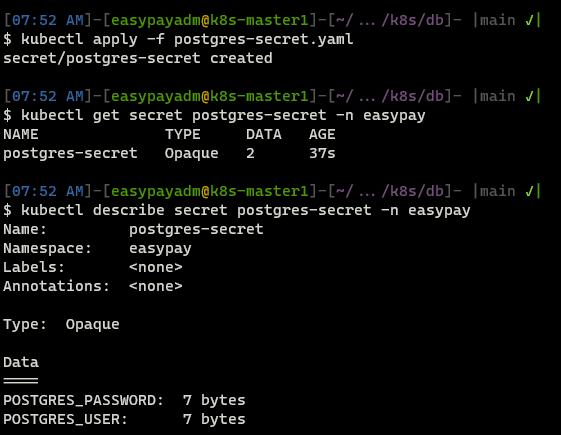 [07:52 AM]-[easypayadm@k8s-master1]-[~/…/k8s/db]- |main ✓|
$ kubectl apply -f postgres-secret.yaml
secret/postgres-secret created
[07:52 AM]-[easypayadm@k8s-master1]-[~/…/k8s/db]- |main ✓|
$ kubectl get secret postgres-secret -n easypay
NAME              TYPE     DATA   AGE
postgres-secret   Opaque   2      37s
[07:52 AM]-[easypayadm@k8s-master1]-[~/…/k8s/db]- |main ✓|
$ kubectl describe secret postgres-secret -n easypay
Name:         postgres-secret
Namespace:    easypay
Labels:       <none>
Annotations:  <none>
Type:  Opaque
Data
====
POSTGRES_PASSWORD:  7 bytes
POSTGRES_USER:      7 bytes